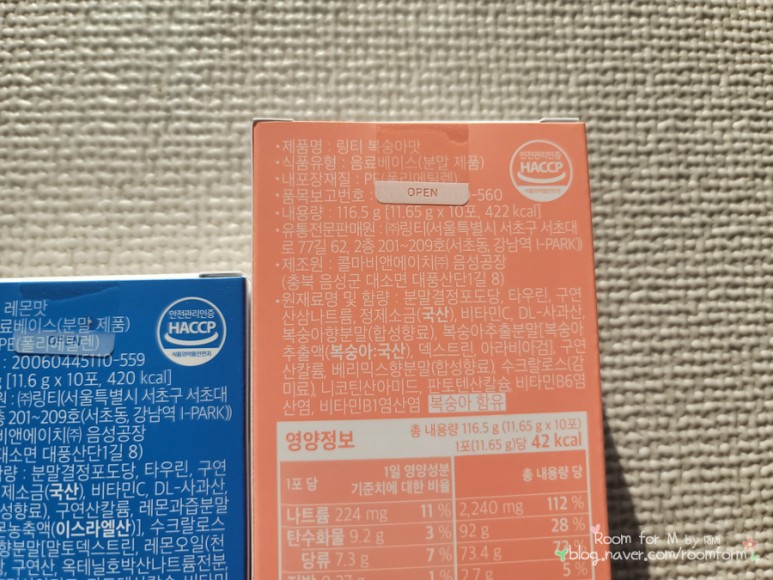 •제품명 : 링티 복숭아맛
•식품유형 : 음료베이스(분말 제품)
•내포장재질 : PE(폴리에틸렌)
품목보고번호
OPEN
-560
•내용량 : 116.5 g [11.65 g x 10포, 422 kcal]
•유통전문판매원 : ㈜링티(서울특별시 서초구 서초대
로 77길 62, 2층 201~209호(서초동, 강남역 I-PARK))
•제조원 : 콜마비앤에이치㈜ 음성공장
(충북 음성군 대소면 대풍산단1길 8)
•원재료명 및 함량 : 분말결정포도당, 타우린, 구연
산삼나트륨, 정제소금(국산), 비타민C, DL-사과산,
복숭아향분말(합성향료), 복숭아추출분말[복숭아
추출액(복숭아:국산), 덱스트린, 아라비아검], 구연
산칼륨, 베리믹스향분말(합성향료), 수크랄로스(감
미료), 니코틴산아미드, 판토텐산칼슘, 비타민B6염
산염, 비타민B1염산염 복숭아 함유
안전관리인증
HACCP
영양정보
총 내용량 116.5 g (11.65 g x 10포)
1포(11.65 g)당 42 kcal
1포 당
1일 영양성분
기준치에 대한 비율
총 내용량 당
나트륨 224 mg 11 % 2,240 mg 112 %
탄수화물 9.2 g 3 % 92 g 28 %
당류 7.3 g 7 % 73.4 g 73 %
1 % 2.7 g 5 %
레몬맛
료베이스(분말 제품)
PE(폴리에틸렌)
: 20060445110-559
g [11.6 g x 10포, 420 kcal]
원 : ㈜링티(서울특별시 서초구 서초대
층 201~209호(서초동, 강남역 I-PARK))
비앤에이치㈜ 음성공장
대소면 대풍산단1길 8)
함량 : 분말결정포도당, 타우린, 구연
제소금(국산), 비타민C, DL-사과산,
성향료), 구연산칼륨, 레몬과즙분말
몬농축액(이스라엘산)], 수크랄로스
향분말[말토덱스트린, 레몬오일(천
당, 구연산, 옥테닐호박산나트륨전분
안전관리인증
HACCP
식품의약품안전처
Room for M by RiMi
blog.naver.com/roomform